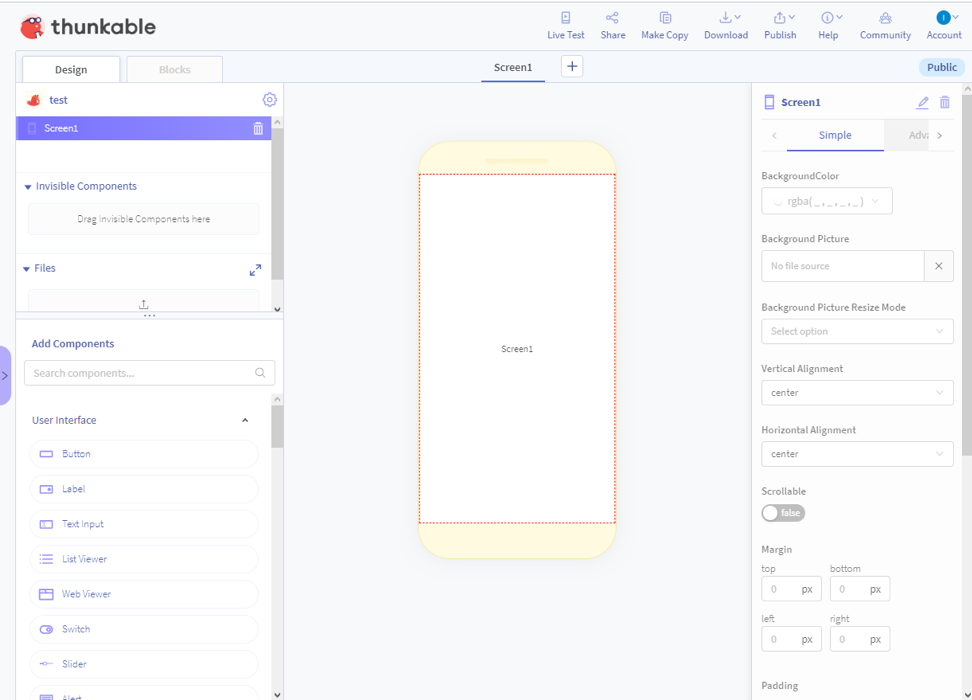 thunkable
Live Test
Share
Make Copy
Download
Publish
Help
Community
I
Account
Design
Blocks
Screen1
+
Public
test
Screen1
Invisible Components
Drag Invisible Components here
Files
Add Components
Search components...
User Interface
Button
Label
Text Input
List Viewer
Web Viewer
Switch
Slider
Alert
Screen1
Screen1
Simple
Adva
BackgroundColor
rgba( _ , _ , _ , _ )
Background Picture
No file source
Background Picture Resize Mode
Select option
Vertical Alignment
center
Horizontal Alignment
center
Scrollable
false
Margin
top bottom
0 px 0 px
left right
0 px 0 px
Padding